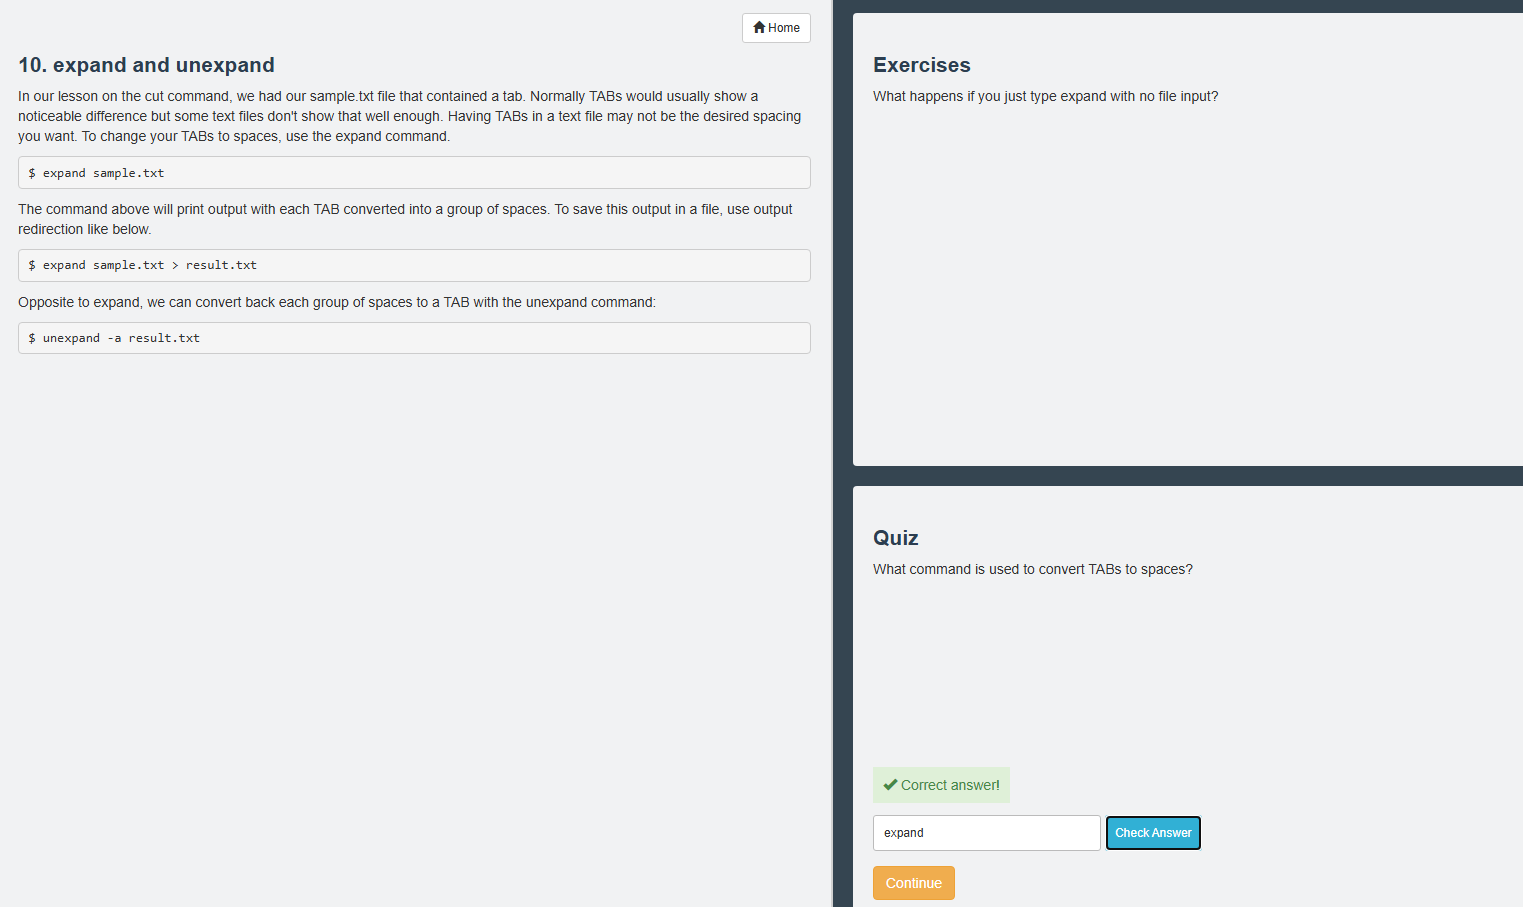 Home
10. expand and unexpand
In our lesson on the cut command, we had our sample.txt file that contained a tab. Normally TABs would usually show a
noticeable difference but some text files don't show that well enough. Having TABs in a text file may not be the desired spacing
you want. To change your TABs to spaces, use the expand command.
$ expand sample.txt
The command above will print output with each TAB converted into a group of spaces. To save this output in a file, use output
redirection like below.
$ expand sample.txt > result.txt
Opposite to expand, we can convert back each group of spaces to a TAB with the unexpand command:
$ unexpand -a result.txt
Exercises
What happens if you just type expand with no file input?
Quiz
What command is used to convert TABs to spaces?
Correct answer!
expand
Check Answer
Continue